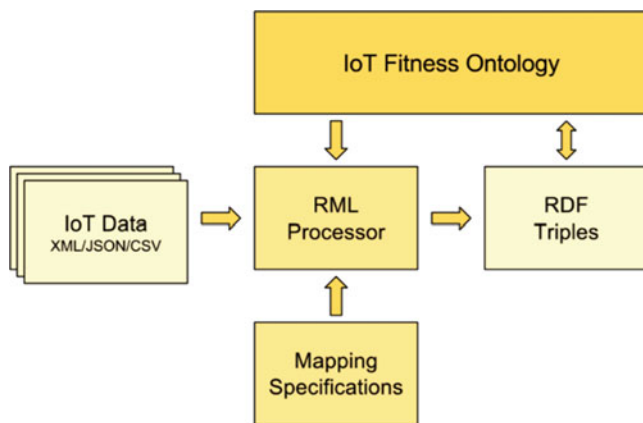 IoT Fitness Ontology
IoT Data
XML/JSON/CSV
RML
Processor
RDF
Triples
Mapping
Specifications